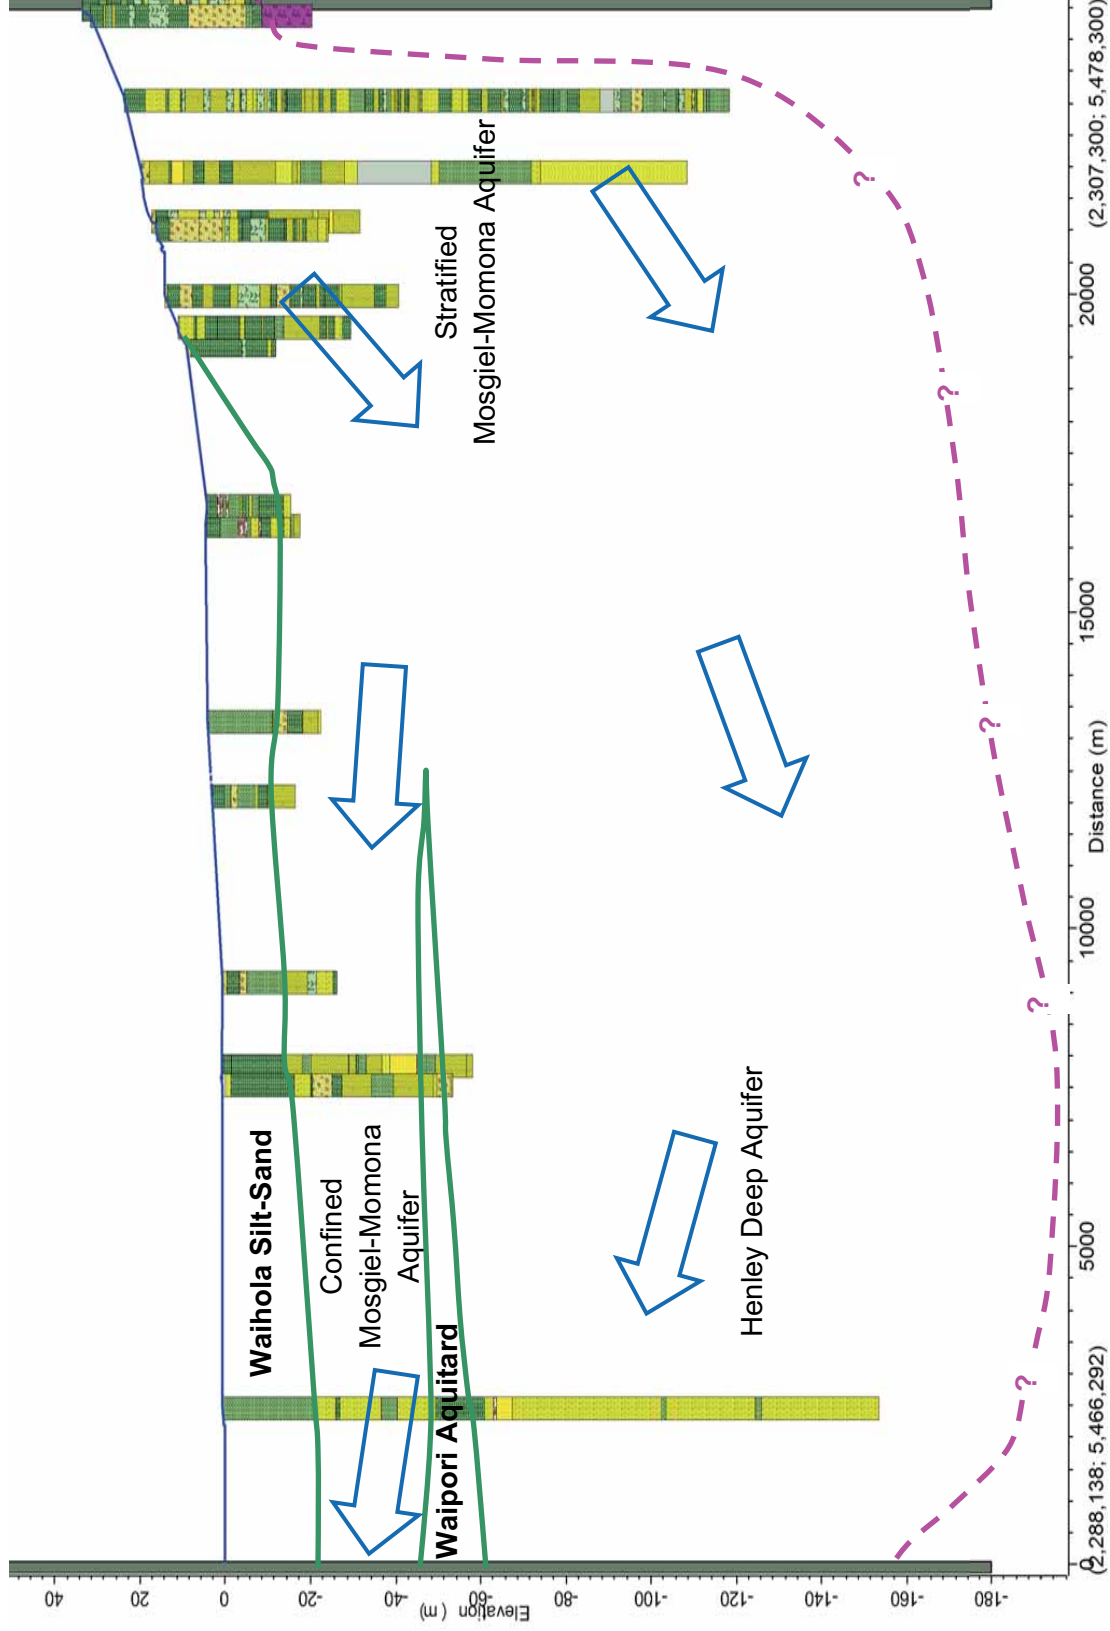 40
20
0
-20
-40
-60
-80
-100
-120
-140
-160
-180
Elevation (m)
Waihola Silt-Sand
Confined
Mosgiel-Momona
Aquifer
Waipori Aquitard
Henley Deep Aquifer
Stratified
Mosgiel-Momona Aquifer
?
?
?
?
?
?
0
5000
10000
15000
20000
(2,288,138; 5,466,292)
Distance (m)
(2,307,300; 5,478,300)